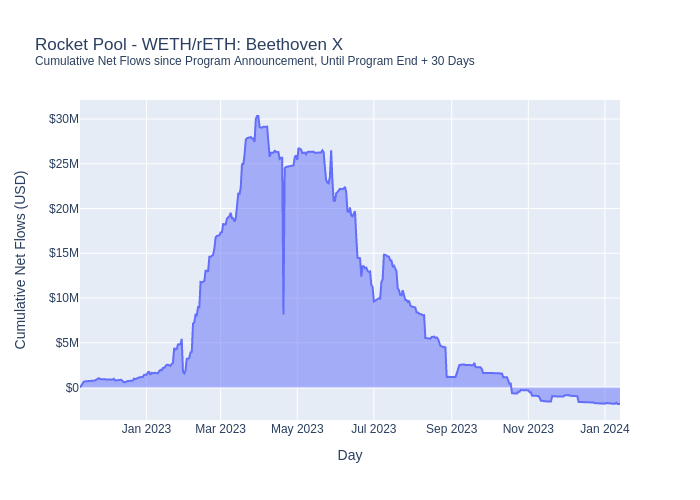 Rocket Pool - WETH/rETH: Beethoven X
Cumulative Net Flows since Program Announcement, Until Program End + 30 Days
$30M
$25M
$20M
$15M
$10M
$5M
$0
Cumulative Net Flows (USD)
Jan 2023
Mar 2023
May 2023
Jul 2023
Sep 2023
Nov 2023
Jan 2024
Day